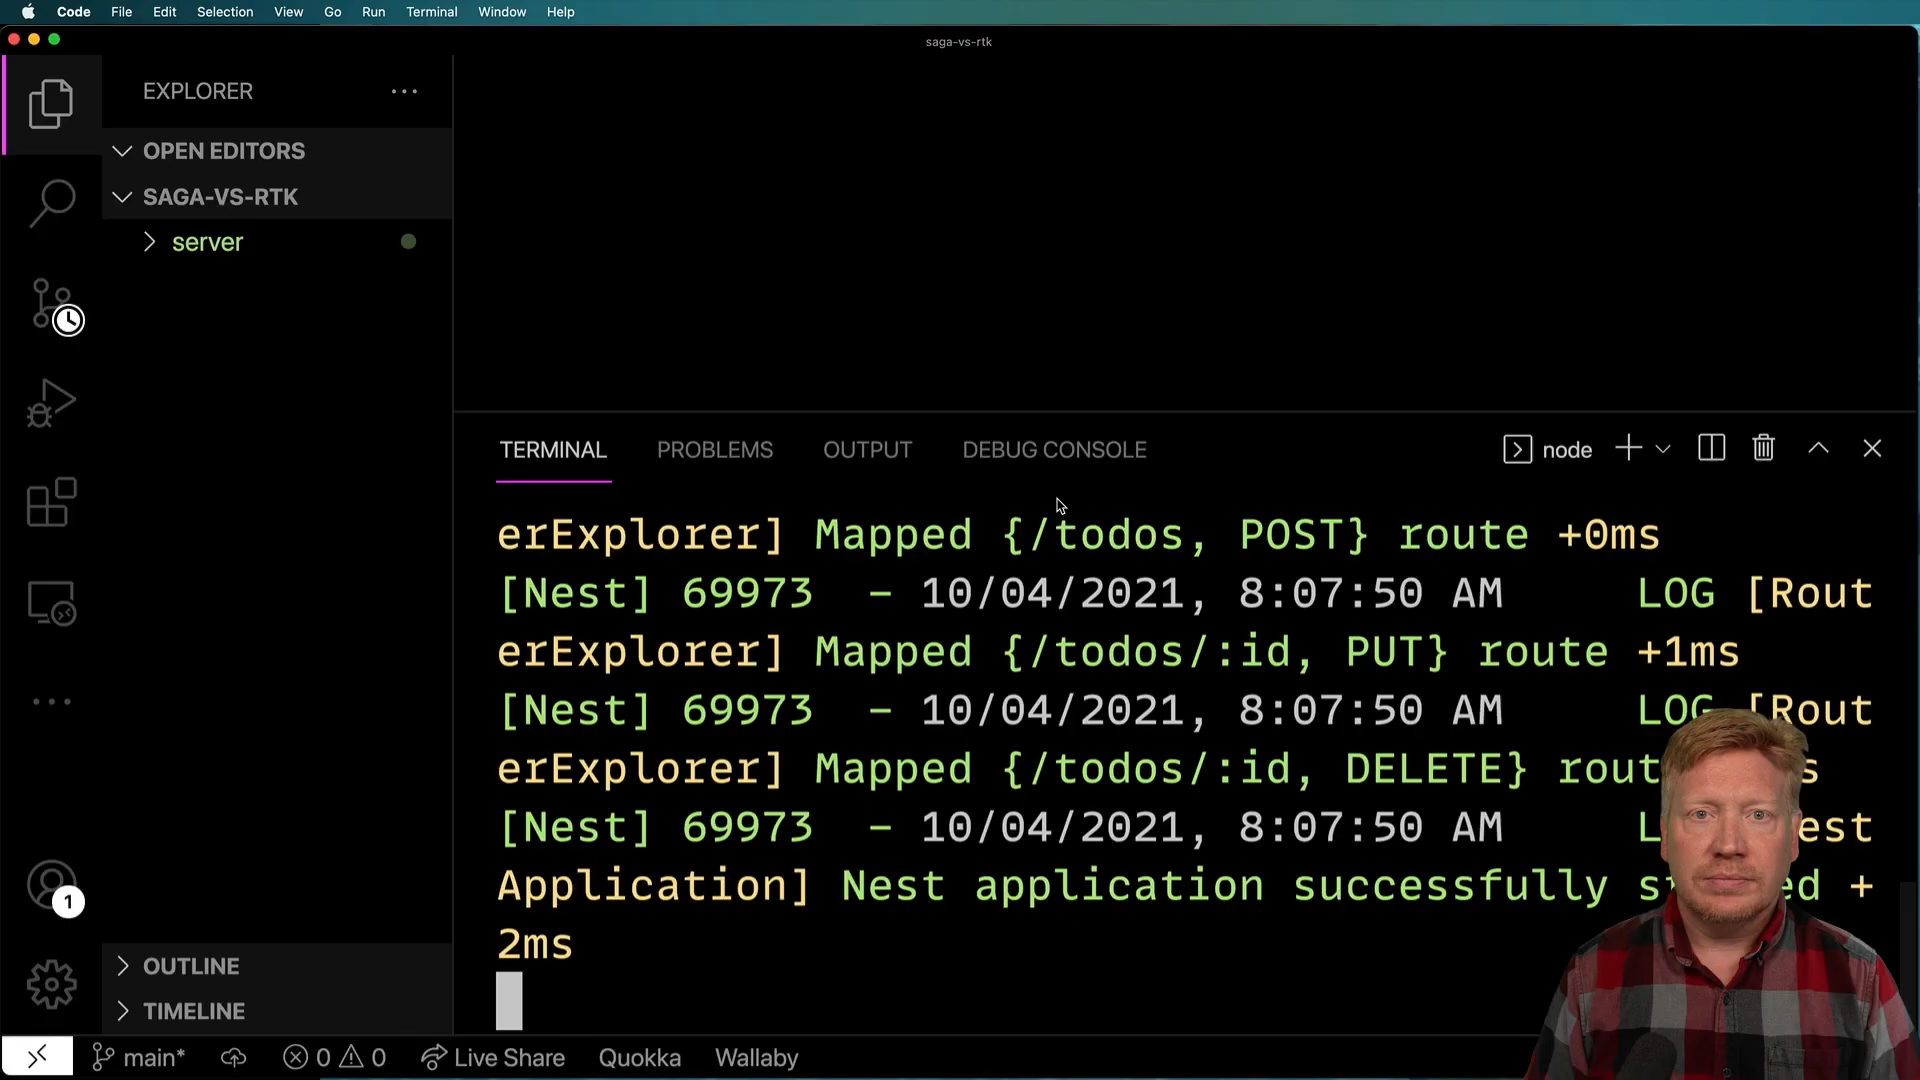 Code File Edit Selection View Go Run Terminal Window Help
saga-vs-rtk
EXPLORER
OPEN EDITORS
SAGA-VS-RTK
server
OUTLINE
TIMELINE
TERMINAL PROBLEMS OUTPUT DEBUG CONSOLE node
erExplorer] Mapped {/todos, POST} route +0ms
[Nest] 69973 - 10/04/2021, 8:07:50 AM LOG [Rout
erExplorer] Mapped {/todos/:id, PUT} route +1ms
[Nest] 69973 - 10/04/2021, 8:07:50 AM LOG [Rout
erExplorer] Mapped {/todos/:id, DELETE}
[Nest] 69973 - 10/04/2021, 8:07:50 AM
Application] Nest application successfully +
2ms
1
main* 0 0 Live Share Quokka Wallaby